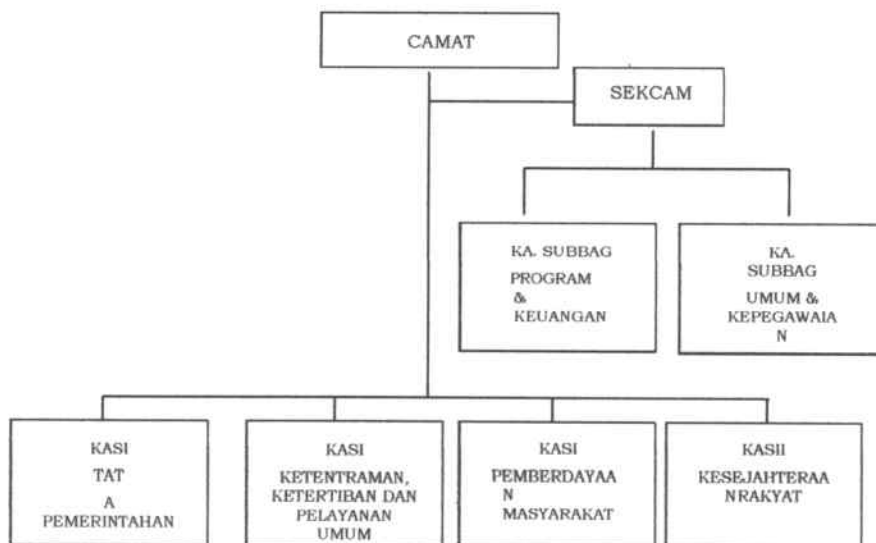 CAMAT
SEKCAM
KA. SUBBAG
PROGRAM
&
KEUANGAN
KA.
SUBBAG
UMUM &
KEPEGAWAIA
N
KASI
TAT
A
PEMERINTAHAN
KASI
KETENTRAMAN,
KETERTIBAN DAN
PELAYANAN
UMUM
KASI
PEMBERDAYAA
N
MASYARAKAT
KASII
KESEJAHTERAA
NRAKYAT